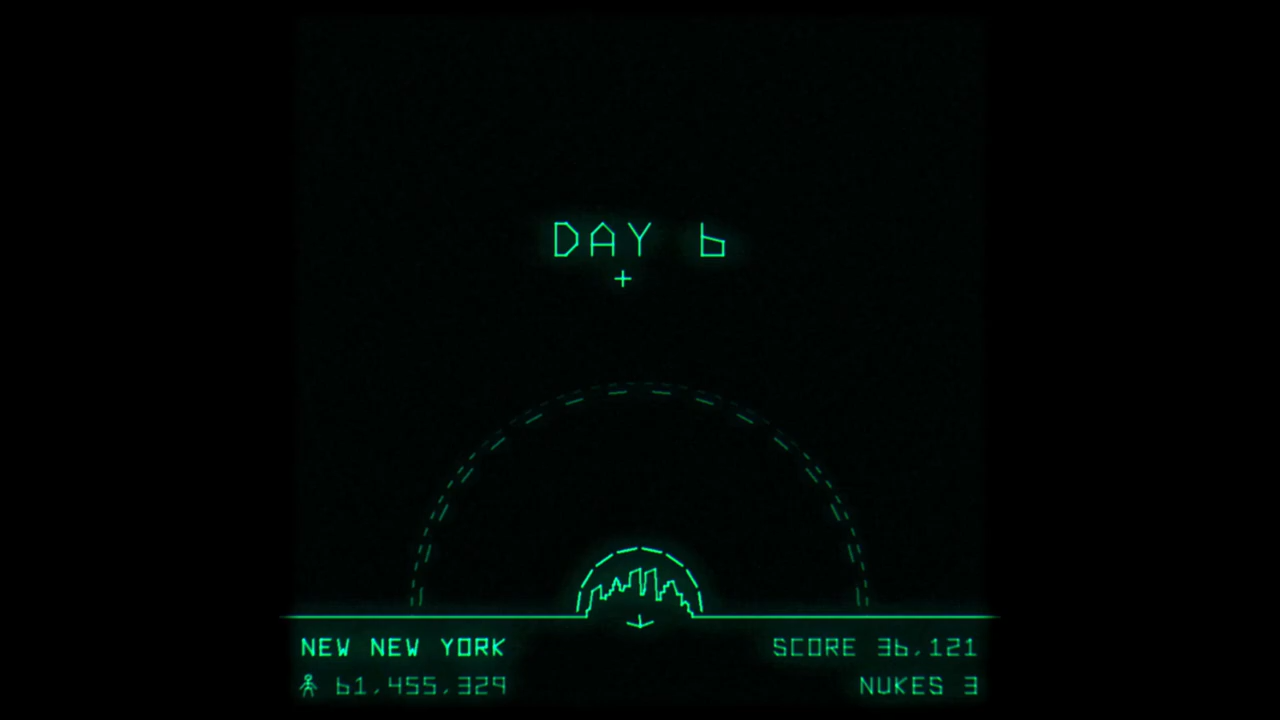 DAY 6
NEW NEW YORK
SCORE 36,121
61,455,329
NUKES 3